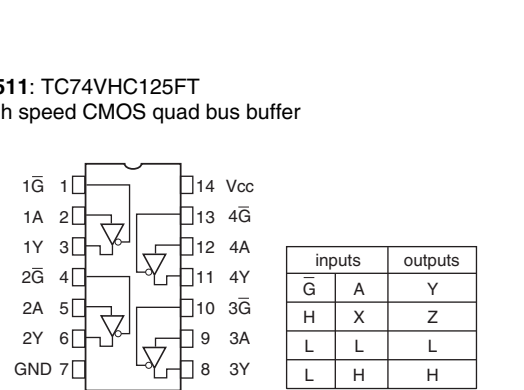 511: TC74VHC125FT
h speed CMOS quad bus buffer
1G̅ 1 14 Vcc
1A 2 13 4G̅
1Y 3 12 4A
2G̅ 4 11 4Y
2A 5 10 3G̅
2Y 6 9 3A
GND 7 8 3Y
inputs outputs
G̅ A Y
H X Z
L L L
L H H